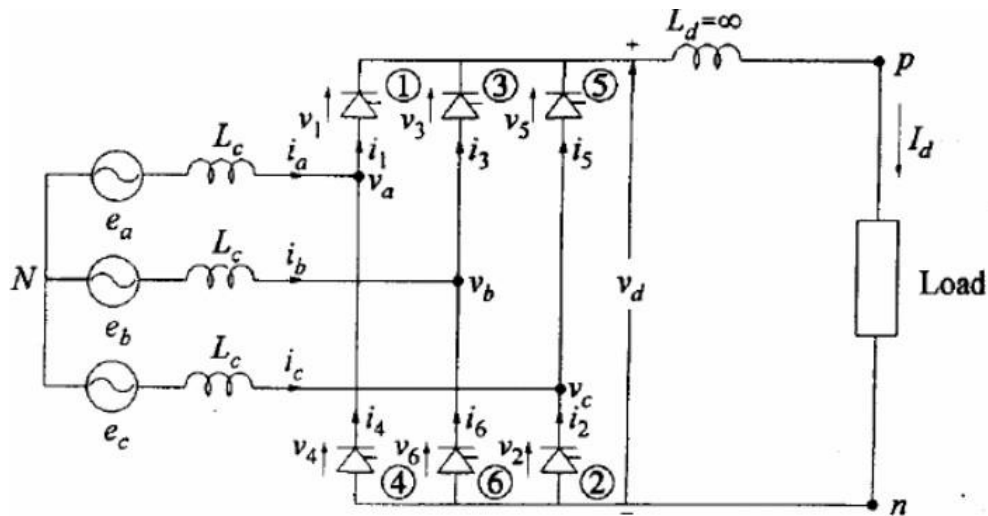 L_d=∞
+
p
① ③ ⑤
v_1 v_3 v_5
I_d
L_c i_a i_1 i_3 i_5
v_a
e_a
L_c i_b
N v_b v_d Load
e_b
L_c i_c
v_c
e_c i_4 i_6 i_2
v_4 v_6 v_2
④ ⑥ ②
− n